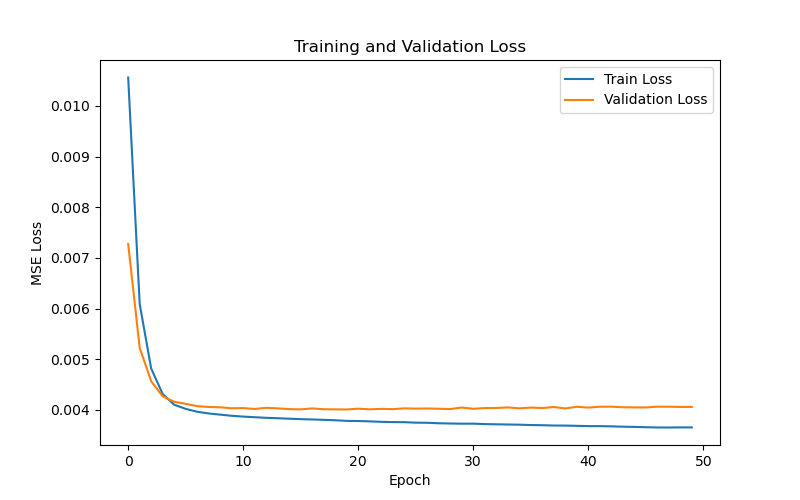 Training and Validation Loss
Train Loss
Validation Loss
0.010
0.009
0.008
0.007
0.006
0.005
0.004
MSE Loss
0 10 20 30 40 50
Epoch